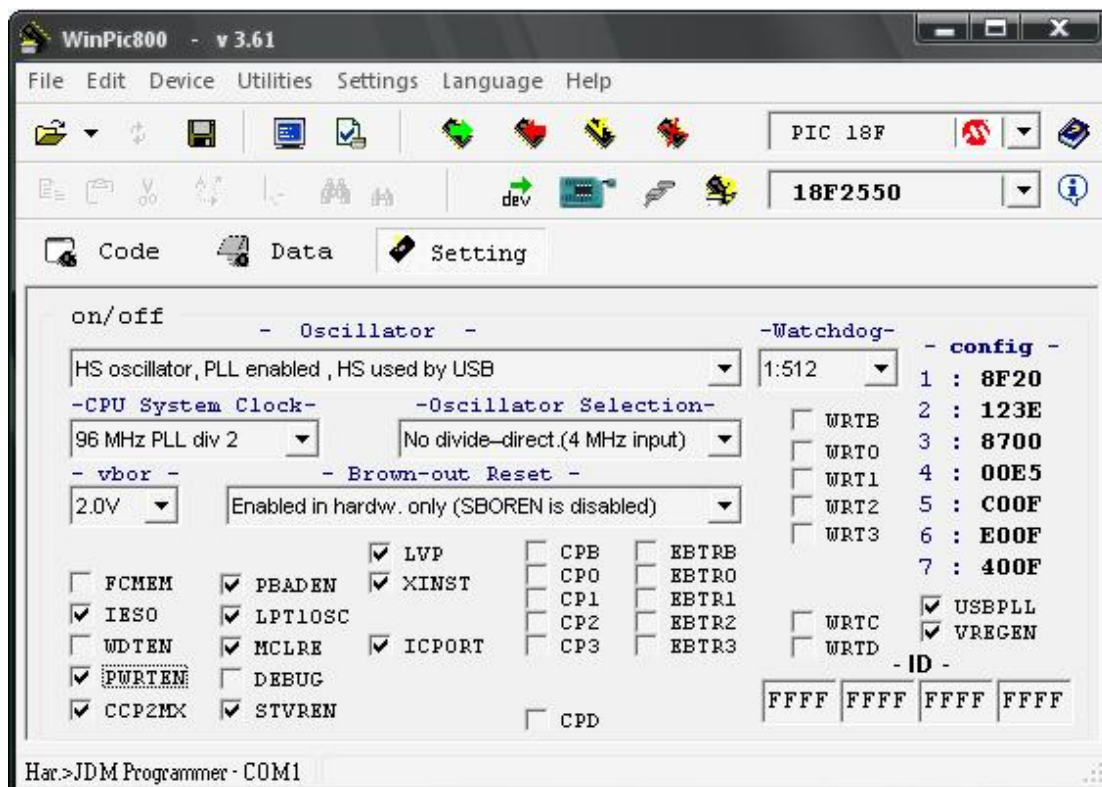 WinPic800 - v 3.61
File Edit Device Utilities Settings Language Help
PIC 18F
dev
18F2550
Code Data Setting
on/off
- Oscillator -
-Watchdog-
- config -
HS oscillator, PLL enabled , HS used by USB
1:512
1 : 8F20
-CPU System Clock-
-Oscillator Selection-
2 : 123E
96 MHz PLL div 2
No divide–direct.(4 MHz input)
3 : 8700
- vbor -
- Brown-out Reset -
4 : 00E5
2.0V
Enabled in hardw. only (SBOREN is disabled)
5 : C00F
6 : E00F
7 : 400F
WRTB
WRT0
WRT1
WRT2
WRT3
FCMEM
IESO
WDTEN
PWRTEN
CCP2MX
PBADEN
LPT1OSC
MCLRE
DEBUG
STVREN
LVP
XINST
ICPORT
CPB
CP0
CP1
CP2
CP3
CPD
EBTRB
EBTR0
EBTR1
EBTR2
EBTR3
WRTC
WRTD
USBPLL
VREGEN
- ID -
FFFF FFFF FFFF FFFF
Har.>JDM Programmer - COM1